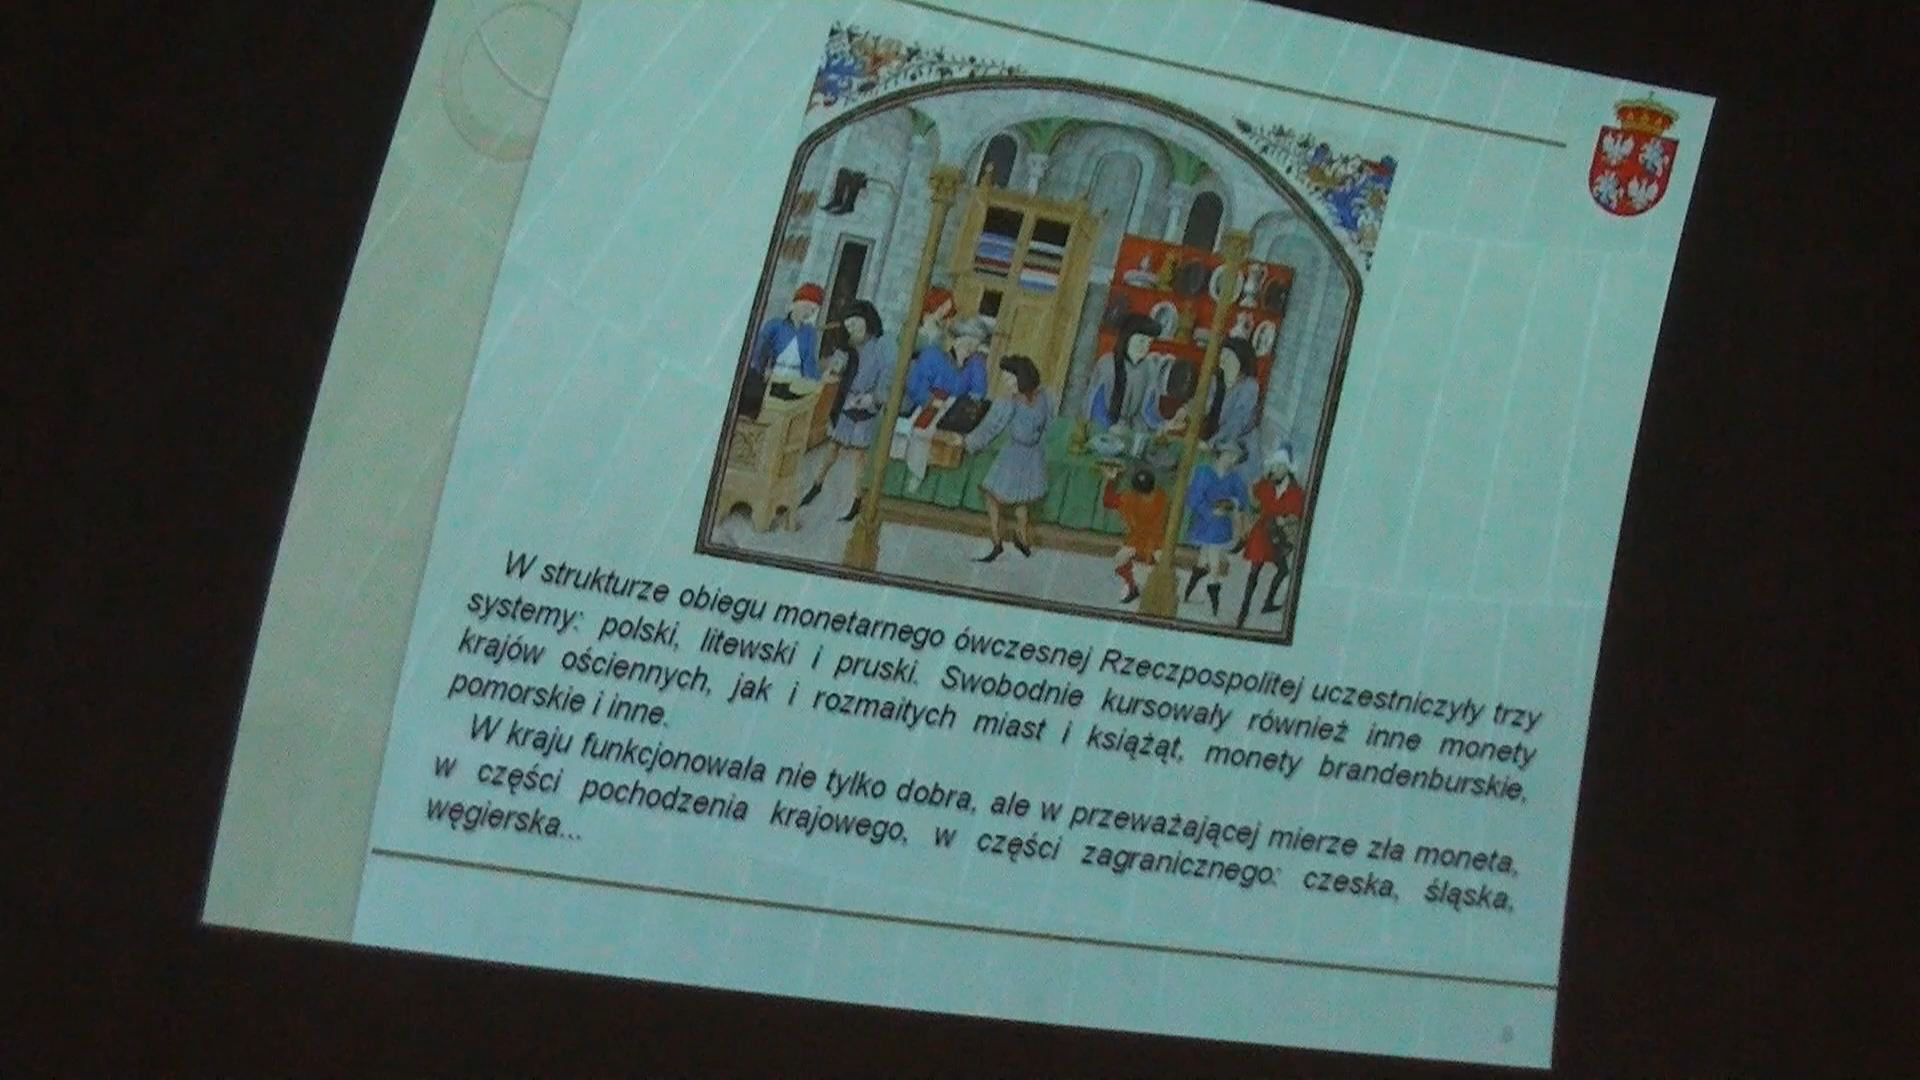 W strukturze obiegu monetarnego ówczesnej Rzeczpospolitej uczestniczyły trzy
systemy: polski, litewski i pruski. Swobodnie kursowały również inne monety
krajów ościennych, jak i rozmaitych miast i książąt, monety brandenburskie,
pomorskie i inne.
W kraju funkcjonowała nie tylko dobra, ale w przeważającej mierze zła moneta,
w części pochodzenia krajowego, w części zagranicznego: czeska, śląska,
węgierska...